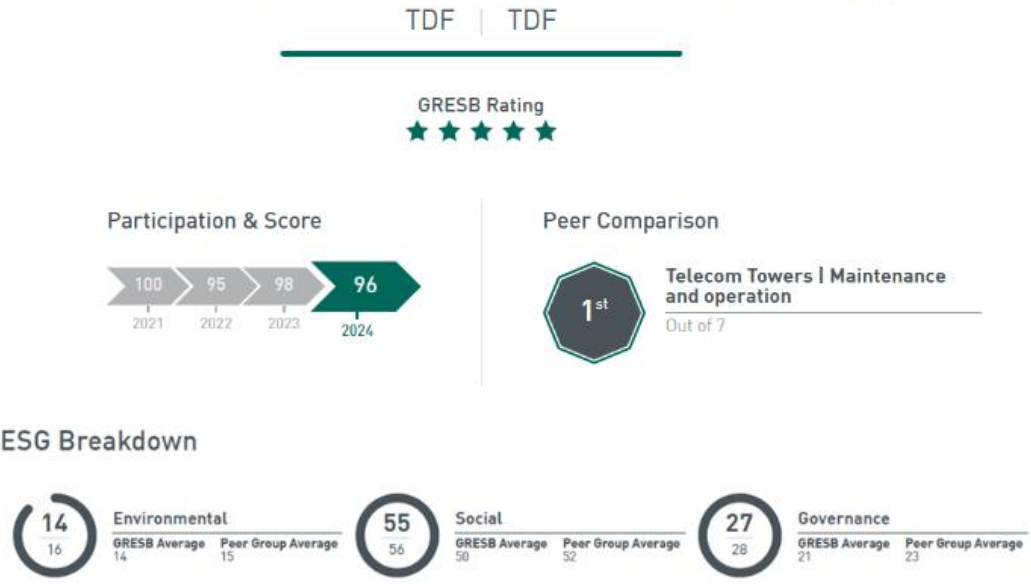 TDF | TDF
GRESB Rating
Participation & Score
100 95 98 96
2021 2022 2023 2024
Peer Comparison
1st
Telecom Towers | Maintenance
and operation
Out of 7
ESG Breakdown
14
16
Environmental
GRESB Average Peer Group Average
14 15
55
56
Social
GRESB Average Peer Group Average
50 52
27
28
Governance
GRESB Average Peer Group Average
21 23